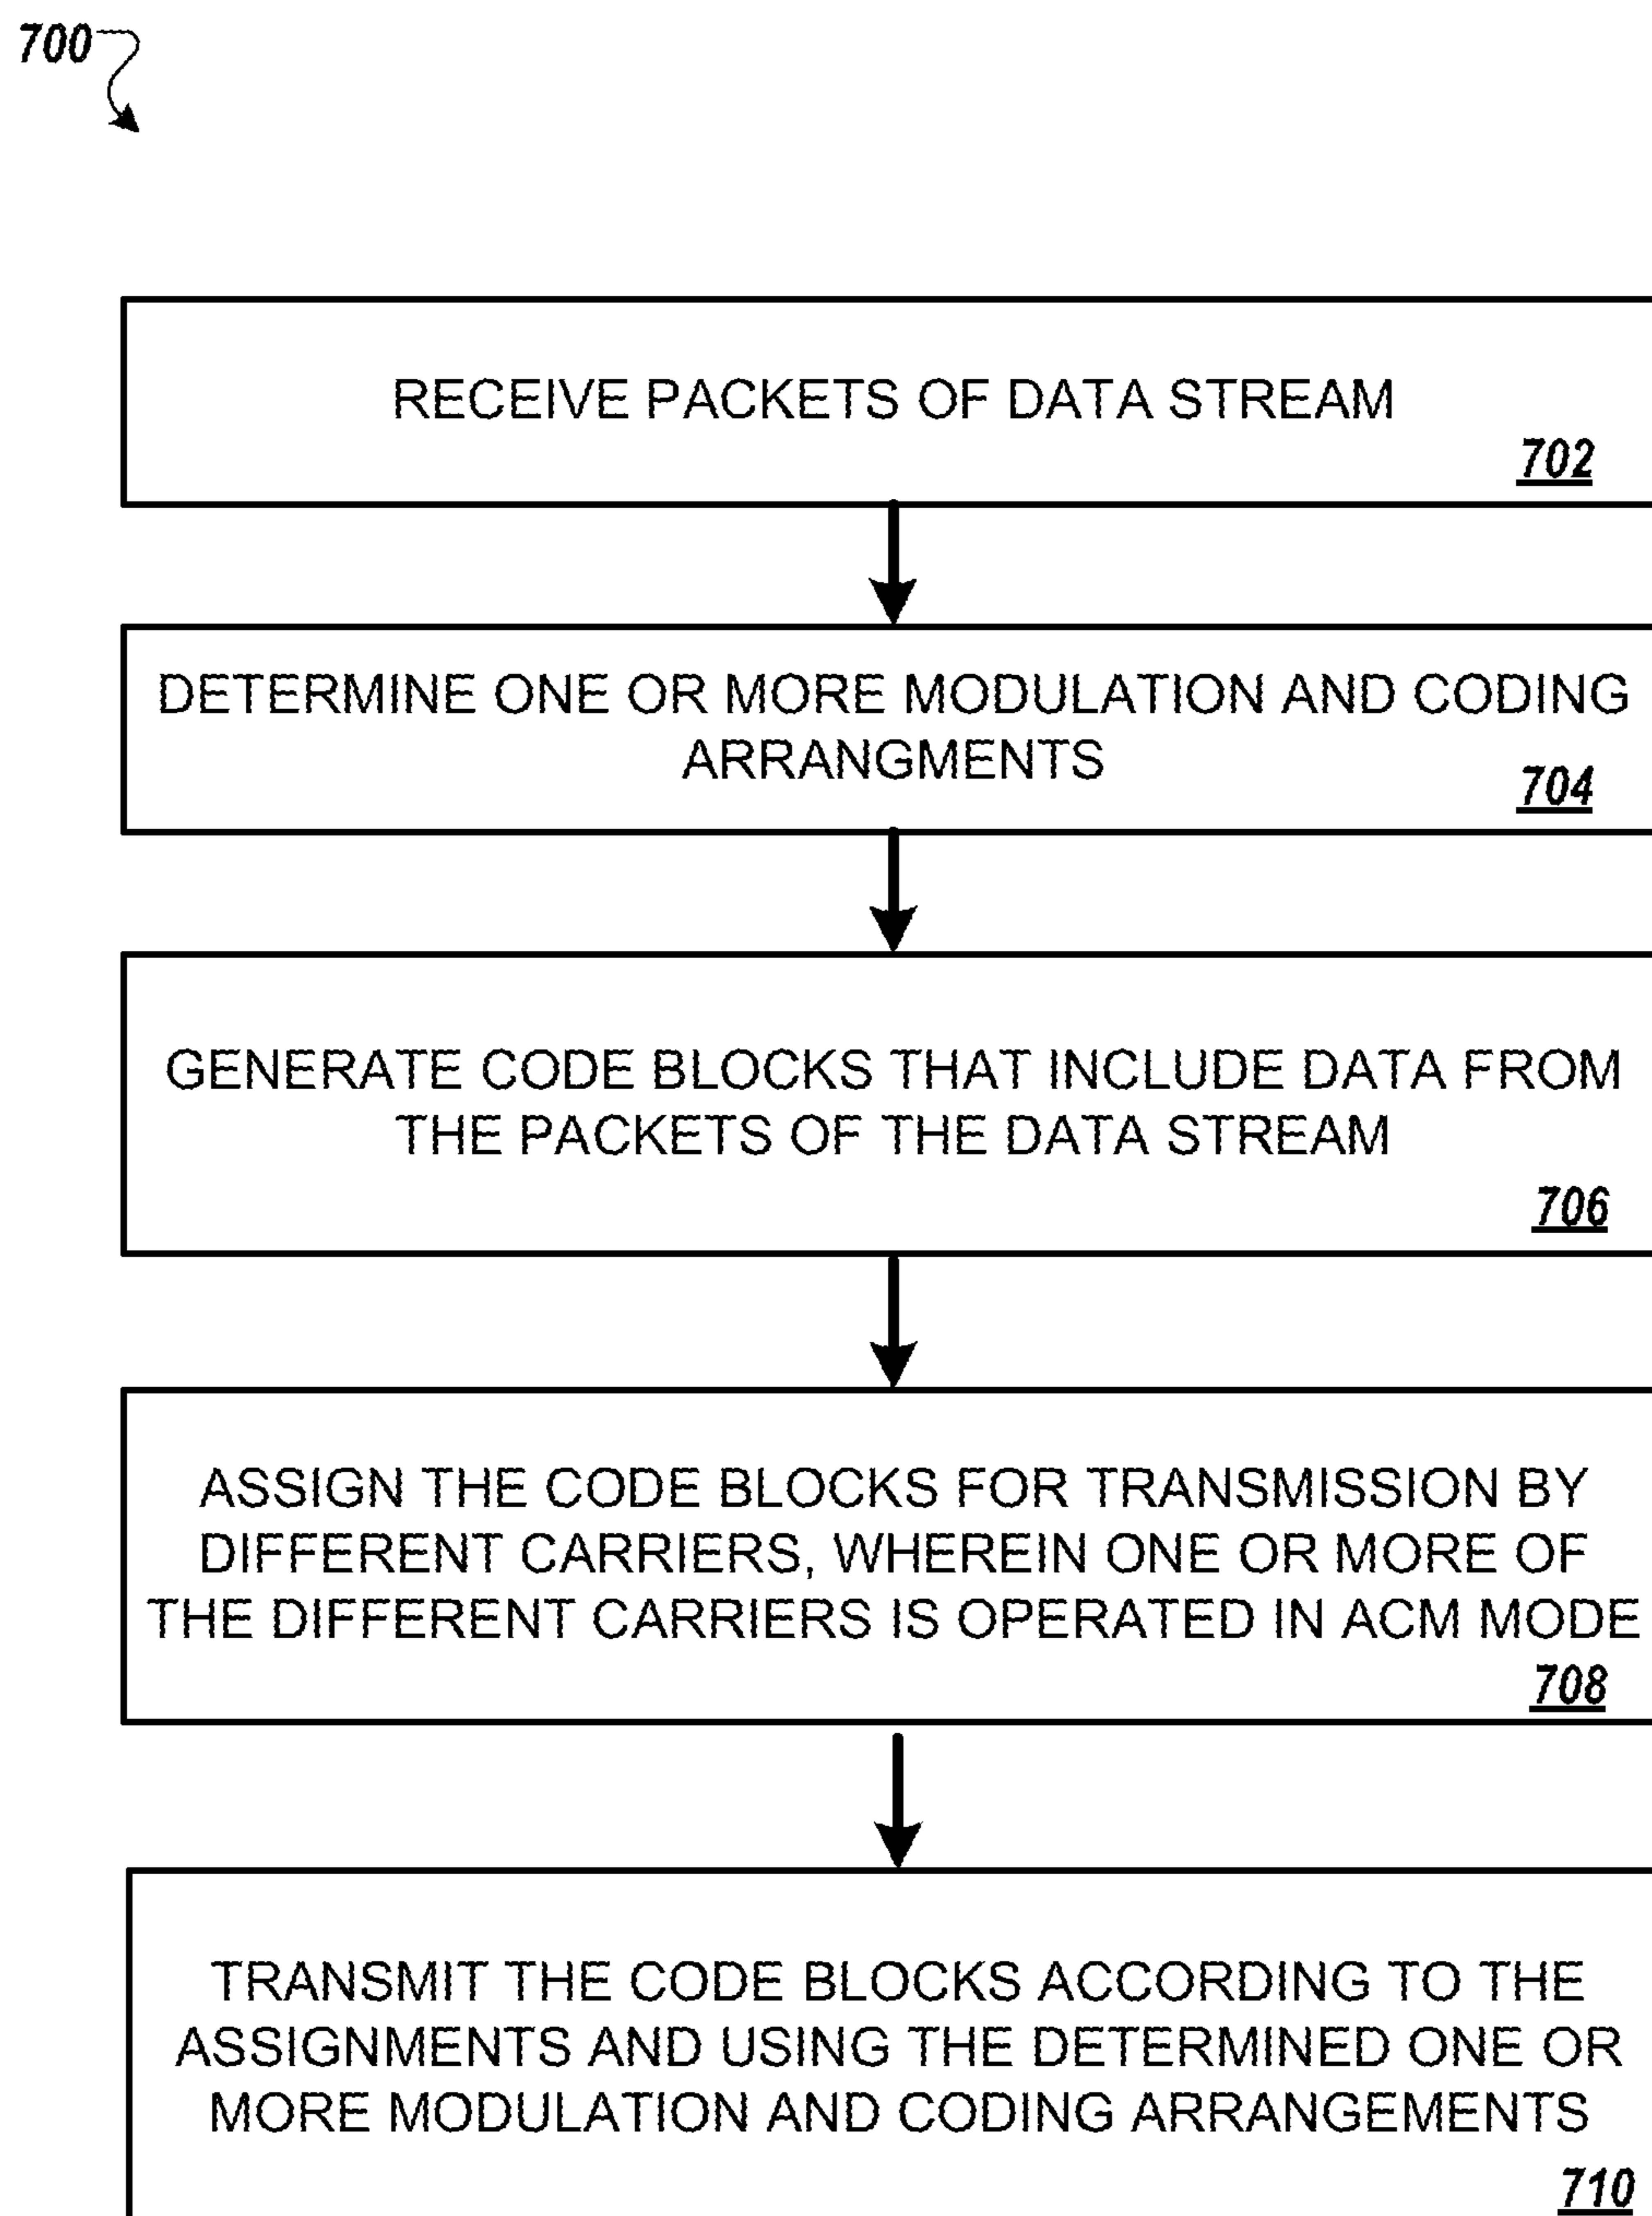 700
RECEIVE PACKETS OF DATA STREAM
702
DETERMINE ONE OR MORE MODULATION AND CODING
ARRANGMENTS
704
GENERATE CODE BLOCKS THAT INCLUDE DATA FROM
THE PACKETS OF THE DATA STREAM
706
ASSIGN THE CODE BLOCKS FOR TRANSMISSION BY
DIFFERENT CARRIERS, WHEREIN ONE OR MORE OF
THE DIFFERENT CARRIERS IS OPERATED IN ACM MODE
708
TRANSMIT THE CODE BLOCKS ACCORDING TO THE
ASSIGNMENTS AND USING THE DETERMINED ONE OR
MORE MODULATION AND CODING ARRANGEMENTS
710